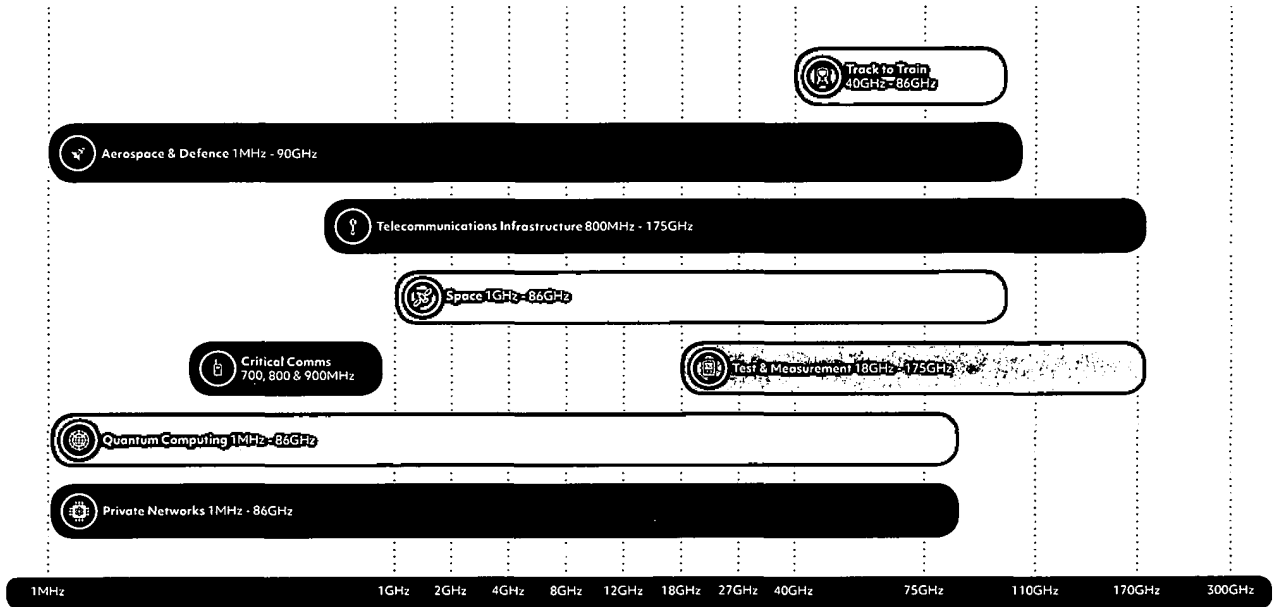 Track to Train
40GHz - 86GHz
Aerospace & Defence 1MHz - 90GHz
Telecommunications Infrastructure 800MHz - 175GHz
Space 1GHz - 86GHz
Critical Comms
700, 800 & 900MHz
Test & Measurement 18GHz - 175GHz
Quantum Computing 1MHz - 86GHz
Private Networks 1MHz - 86GHz
1MHz 1GHz 2GHz 4GHz 8GHz 12GHz 18GHz 27GHz 40GHz 75GHz 110GHz 170GHz 300GHz